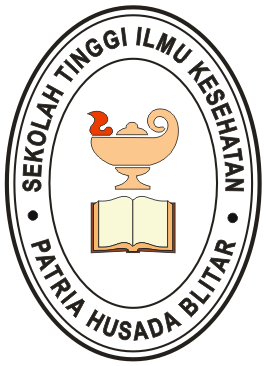 SEKOLAH TINGGI ILMU KESEHATAN
PATRIA HUSADA BLITAR